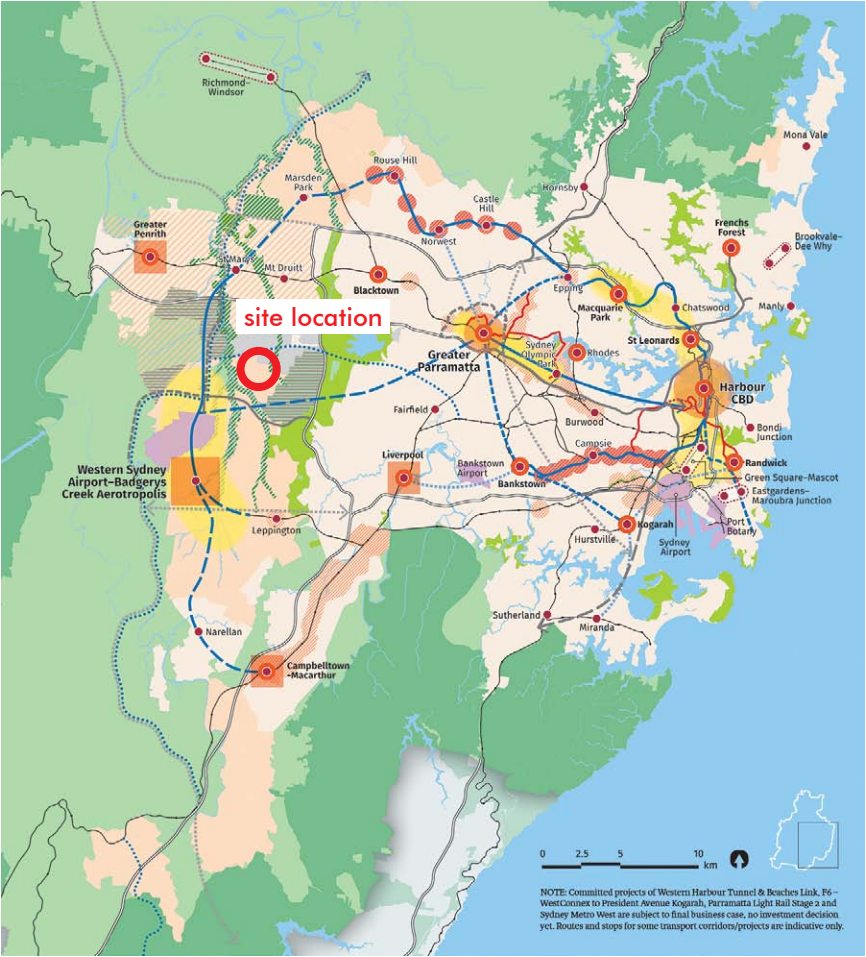 Richmond–
Windsor
Mona Vale
Rouse Hill
Marsden
Park
Hornsby
Castle
Hill
Norwest
Greater
Penrith
Frenchs
Forest
Brookvale–
Dee Why
St Marys
Mt Druitt
Blacktown
Epping
Macquarie
Park
Chatswood
Manly
site location
St Leonards
Greater
Parramatta
Sydney
Olympic
Park
Rhodes
Harbour
CBD
Fairfield
Burwood
Bondi
Junction
Campsie
Liverpool
Bankstown
Airport
Bankstown
Randwick
Green Square–Mascot
Eastgardens–
Maroubra Junction
Western Sydney
Airport–Badgerys
Creek Aerotropolis
Leppington
Kogarah
Hurstville
Sydney
Airport
Port
Botany
Sutherland
Miranda
Narellan
Campbelltown
-Macarthur
0 2.5 5 10
km
NOTE: Committed projects of Western Harbour Tunnel & Beaches Link, F6 –
WestConnex to President Avenue Kogarah, Parramatta Light Rail Stage 2 and
Sydney Metro West are subject to final business case, no investment decision
yet. Routes and stops for some transport corridors/projects are indicative only.